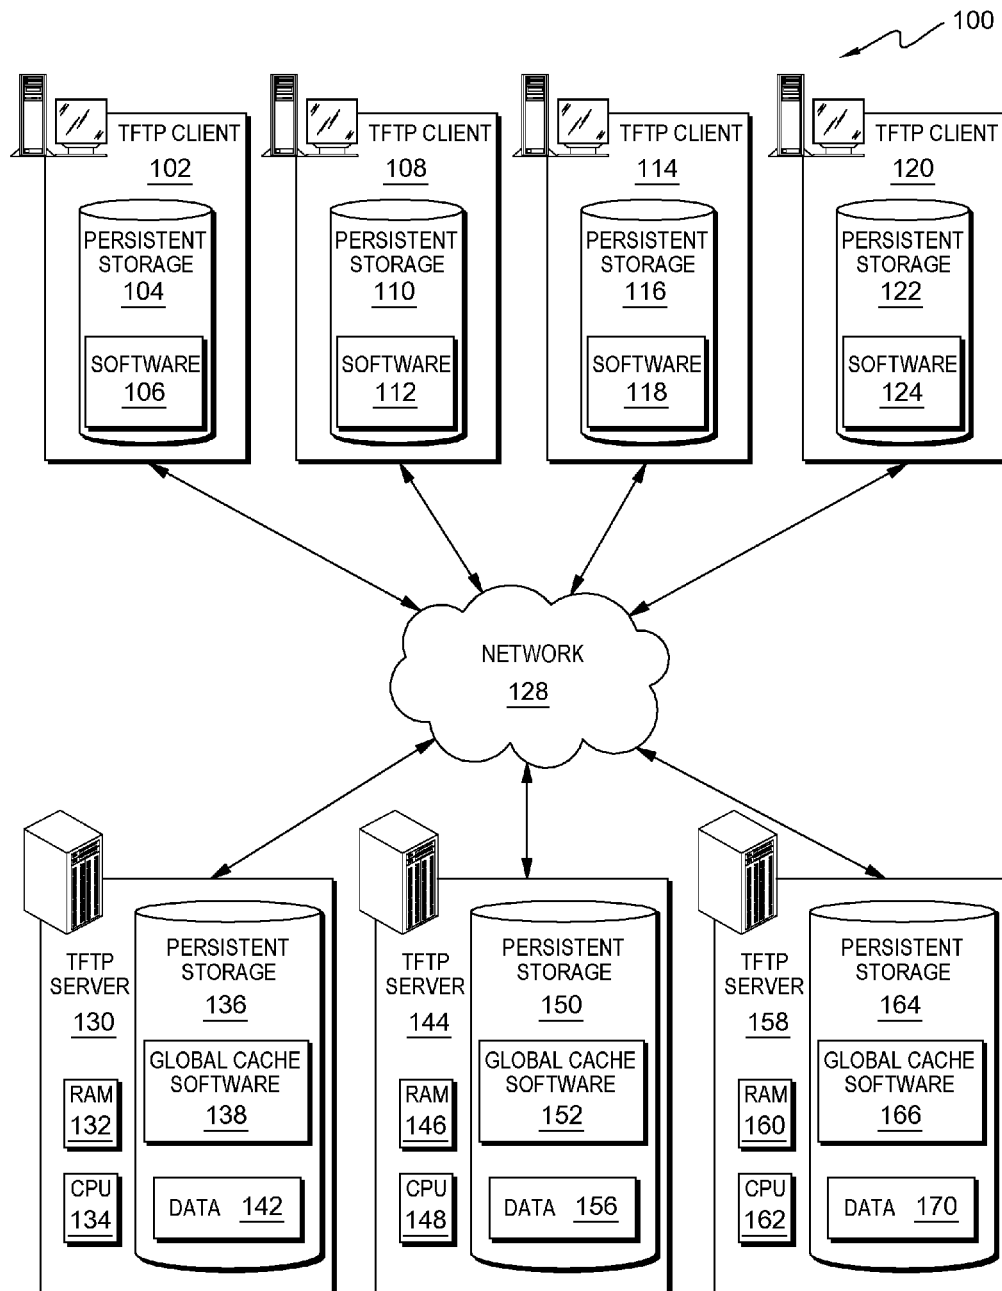 100
TFTP CLIENT
102
PERSISTENT
STORAGE
104
SOFTWARE
106
TFTP CLIENT
108
PERSISTENT
STORAGE
110
SOFTWARE
112
TFTP CLIENT
114
PERSISTENT
STORAGE
116
SOFTWARE
118
TFTP CLIENT
120
PERSISTENT
STORAGE
122
SOFTWARE
124
NETWORK
128
TFTP
SERVER
130
RAM
132
CPU
134
PERSISTENT
STORAGE
136
GLOBAL CACHE
SOFTWARE
138
DATA 142
TFTP
SERVER
144
RAM
146
CPU
148
PERSISTENT
STORAGE
150
GLOBAL CACHE
SOFTWARE
152
DATA 156
TFTP
SERVER
158
RAM
160
CPU
162
PERSISTENT
STORAGE
164
GLOBAL CACHE
SOFTWARE
166
DATA 170